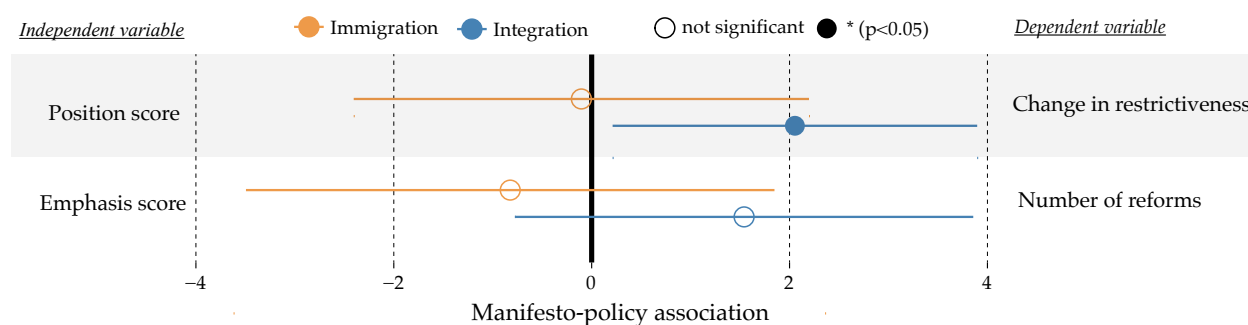 Independent variable
Immigration
Integration
not significant
* (p<0.05)
Dependent variable
Position score
Change in restrictiveness
Emphasis score
Number of reforms
−4
−2
0
2
4
Manifesto-policy association